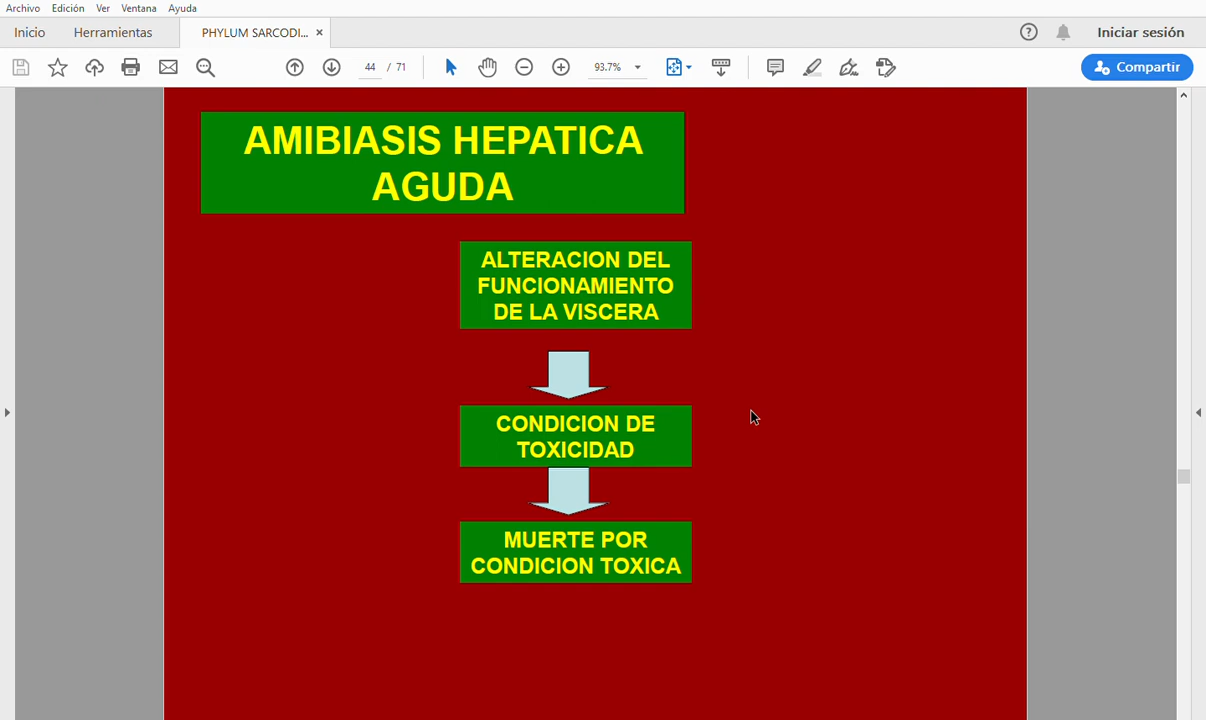 Archivo Edición Ver Ventana Ayuda
Inicio Herramientas PHYLUM SARCODI... × Iniciar sesión
44 / 71 93.7% Compartir
AMIBIASIS HEPATICA
AGUDA
ALTERACION DEL
FUNCIONAMIENTO
DE LA VISCERA
CONDICION DE
TOXICIDAD
MUERTE POR
CONDICION TOXICA